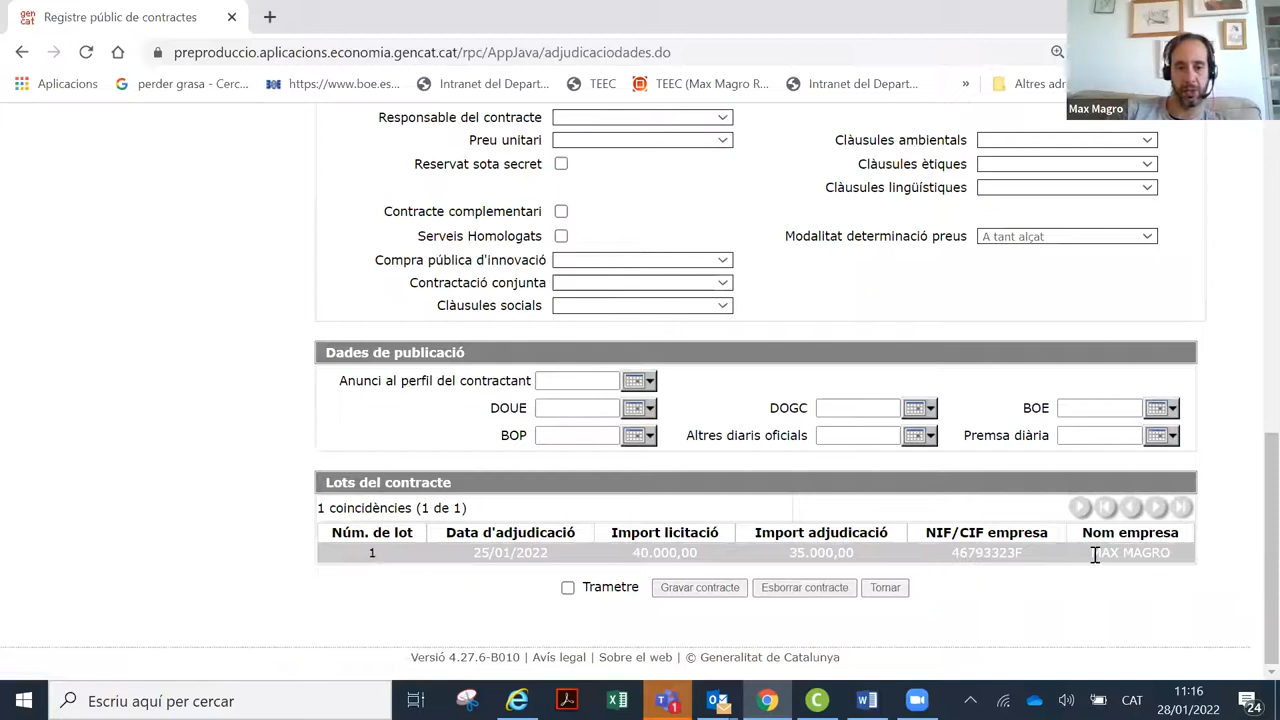 gen cat
Registre públic de contractes
preproduccio.aplicacions.economia.gencat.cat/rpc/AppJava/adjudicaciodades.do
Aplicacions
perder grasa - Cerc...
https://www.boe.es...
Intranet del Depart...
TEEC
TEEC (Max Magro R...
Intranet del Depart...
»
Altres adr
Max Magro
Responsable del contracte
Preu unitari
Clàusules ambientals
Reservat sota secret
Clàusules ètiques
Clàusules lingüístiques
Contracte complementari
Serveis Homologats
Modalitat determinació preus
A tant alçat
Compra pública d'innovació
Contractació conjunta
Clàusules socials
Dades de publicació
Anunci al perfil del contractant
DOUE
DOGC
BOE
BOP
Altres diaris oficials
Premsa diària
Lots del contracte
1 coincidències (1 de 1)
Núm. de lot Data d'adjudicació Import licitació Import adjudicació NIF/CIF empresa Nom empresa
1 25/01/2022 40.000,00 35.000,00 46793323F MAX MAGRO
Trametre Gravar contracte Esborrar contracte Tornar
Versió 4.27.6-B010 | Avís legal | Sobre el web | © Generalitat de Catalunya
Escriu aquí per cercar
CAT
11:16
28/01/2022
24